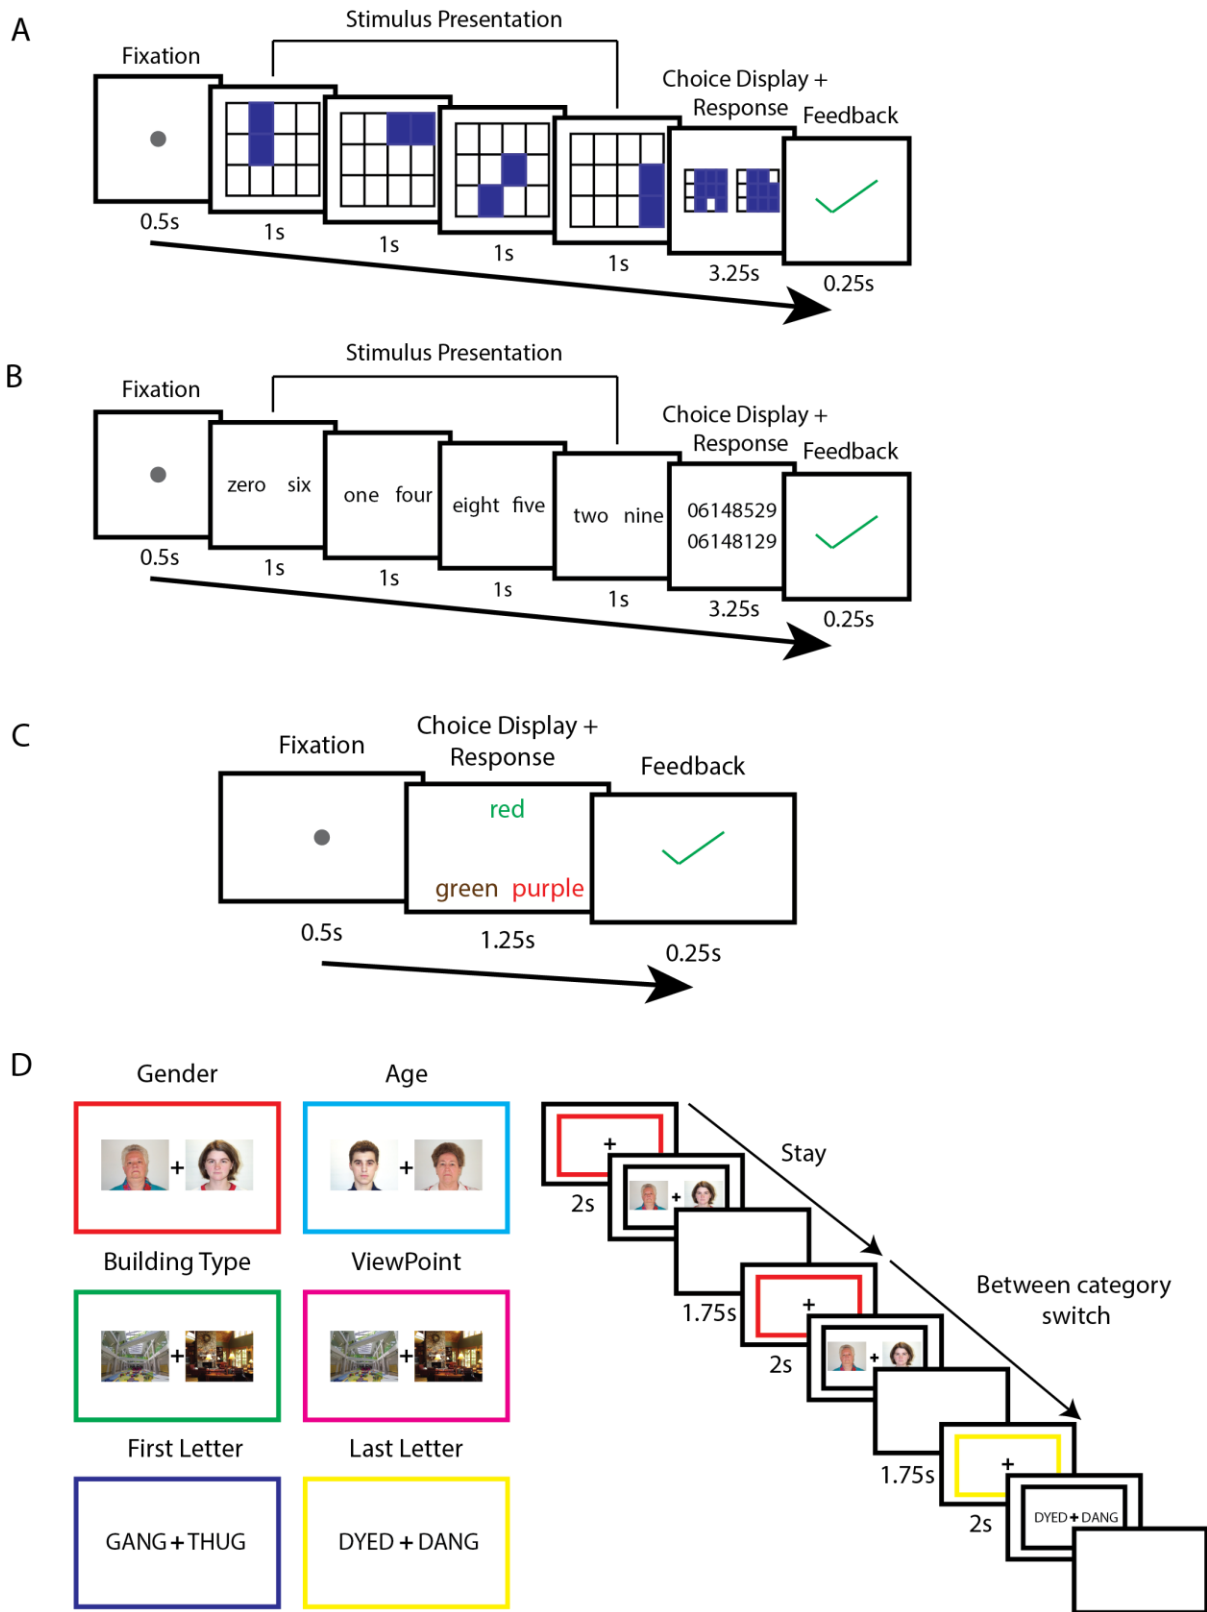 A
Stimulus Presentation
Fixation
Choice Display +
Response
Feedback
0.5s
1s
1s
1s
1s
3.25s
0.25s
B
Stimulus Presentation
Fixation
Choice Display +
Response
Feedback
zero six
one four
eight five
two nine
06148529
06148129
0.5s
1s
1s
1s
1s
3.25s
0.25s
C
Fixation
Choice Display +
Response
Feedback
red
green purple
0.5s
1.25s
0.25s
D
Gender
Age
+
+
Building Type
ViewPoint
+
+
First Letter
Last Letter
GANG + THUG
DYED + DANG
+
Stay
2s
+
1.75s
+
Between category
switch
2s
+
1.75s
+
2s
DYED + DANG